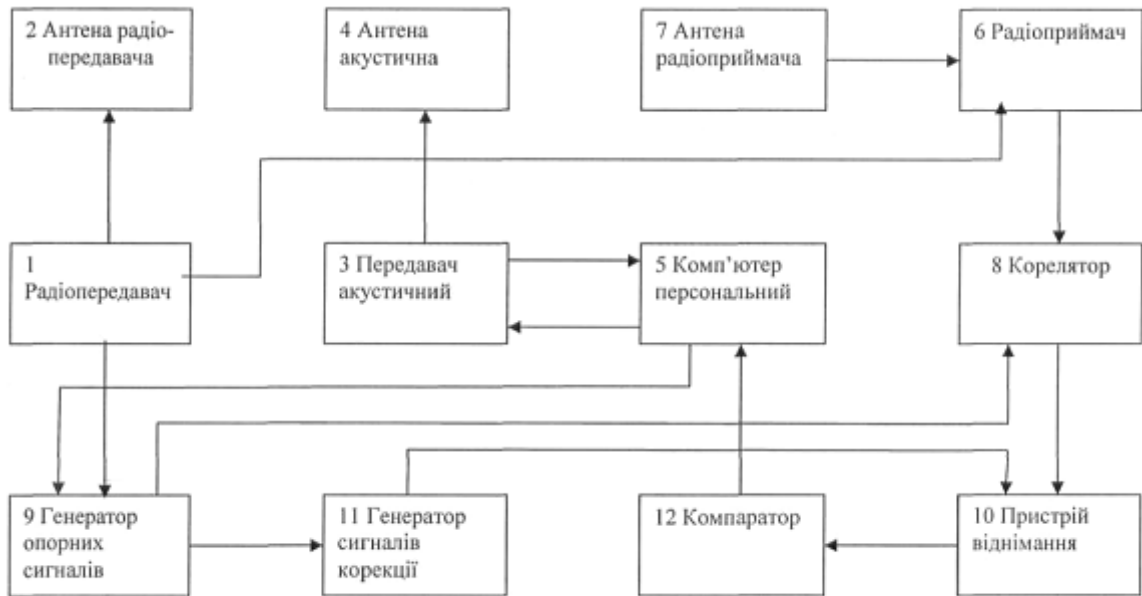 2 Антена радіо-
передавача
4 Антена
акустична
7 Антена
радіоприймача
6 Радіоприймач
1
Радіопередавач
3 Передавач
акустичний
5 Комп’ютер
персональний
8 Корелятор
9 Генератор
опорних
сигналів
11 Генератор
сигналів
корекції
12 Компаратор
10 Пристрій
віднімання